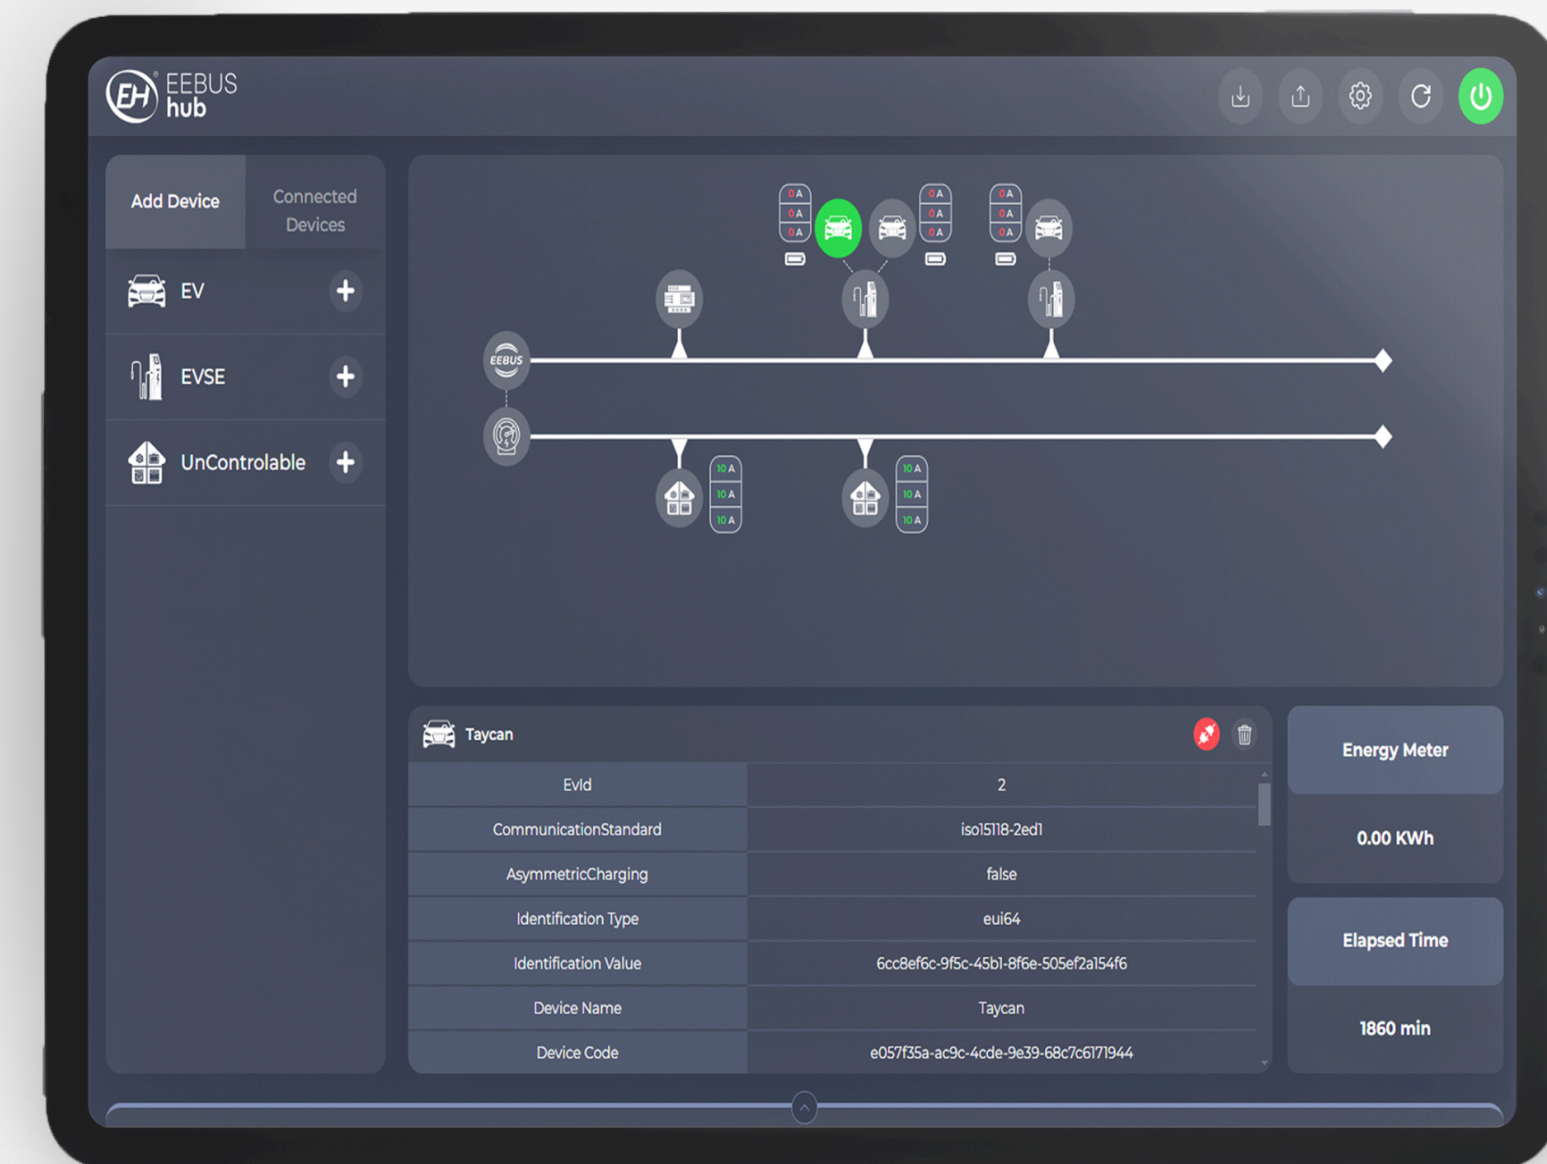 EH®
EEBUS
hub
Add Device
Connected
Devices
EV
EVSE
UnControlable
0 A
0 A
0 A
0 A
0 A
0 A
0 A
0 A
0 A
EEBUS
10 A
10 A
10 A
10 A
10 A
10 A
Taycan
EvId 2
CommunicationStandard iso15118-2ed1
AsymmetricCharging false
Identification Type eui64
Identification Value 6cc8ef6c-9f5c-45b1-8f6e-505ef2a154f6
Device Name Taycan
Device Code e057f35a-ac9c-4cde-9e39-68c7c6171944
Energy Meter
0.00 KWh
Elapsed Time
1860 min